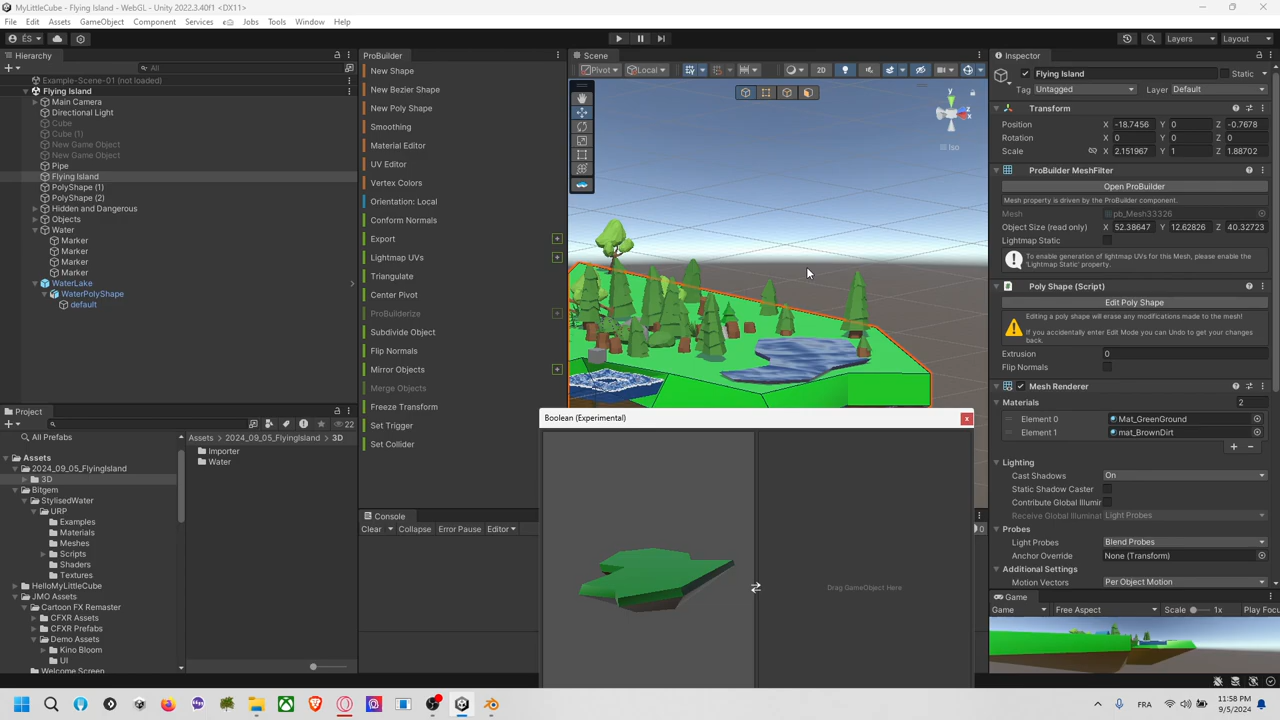 MyLittleCube - Flying Island - WebGL - Unity 2022.3.40f1 <DX11>
File Edit Assets GameObject Component Services Jobs Tools Window Help
ÉS
Layers Layout
Hierarchy
All
Example-Scene-01 (not loaded)
Flying Island
Main Camera
Directional Light
Cube
Cube (1)
New Game Object
New Game Object
Pipe
Flying Island
PolyShape (1)
PolyShape (2)
Hidden and Dangerous
Objects
Water
Marker
Marker
Marker
Marker
WaterLake
WaterPolyShape
default
ProBuilder
New Shape
New Bezier Shape
New Poly Shape
Smoothing
Material Editor
UV Editor
Vertex Colors
Orientation: Local
Conform Normals
Export
Lightmap UVs
Triangulate
Center Pivot
ProBuilderize
Subdivide Object
Flip Normals
Mirror Objects
Merge Objects
Freeze Transform
Set Trigger
Set Collider
Scene
Pivot Local 2D
y
z
x
Iso
Boolean (Experimental)
x
Drag GameObject Here
Console
Clear Collapse Error Pause Editor
0
Project
22
All Prefabs
Assets
2024_09_05_FlyingIsland
3D
Bitgem
StylisedWater
URP
Examples
Materials
Meshes
Scripts
Shaders
Textures
HelloMyLittleCube
JMO Assets
Cartoon FX Remaster
CFXR Assets
CFXR Prefabs
Demo Assets
Kino Bloom
UI
Welcome Screen
Assets > 2024_09_05_FlyingIsland > 3D
Importer
Water
Inspector
Flying Island Static
Tag Untagged Layer Default
Transform
Position X -18.7456 Y 0 Z -0.7678
Rotation X 0 Y 0 Z 0
Scale X 2.151967 Y 1 Z 1.88702
ProBuilder MeshFilter
Open ProBuilder
Mesh property is driven by the ProBuilder component.
Mesh pb_Mesh33326
Object Size (read only) X 52.38647 Y 12.62826 Z 40.32723
Lightmap Static
To enable generation of lightmap UVs for this Mesh, please enable the
'Lightmap Static' property.
Poly Shape (Script)
Edit Poly Shape
Editing a poly shape will erase any modifications made to the mesh!
If you accidentally enter Edit Mode you can Undo to get your changes
back.
Extrusion 0
Flip Normals
Mesh Renderer
Materials 2
Element 0 Mat_GreenGround
Element 1 mat_BrownDirt
Lighting
Cast Shadows On
Static Shadow Caster
Contribute Global Illumir
Receive Global Illuminat Light Probes
Probes
Light Probes Blend Probes
Anchor Override None (Transform)
Additional Settings
Motion Vectors Per Object Motion
Game
Game Free Aspect Scale 1x Play Focu
FRA
11:58 PM
9/5/2024